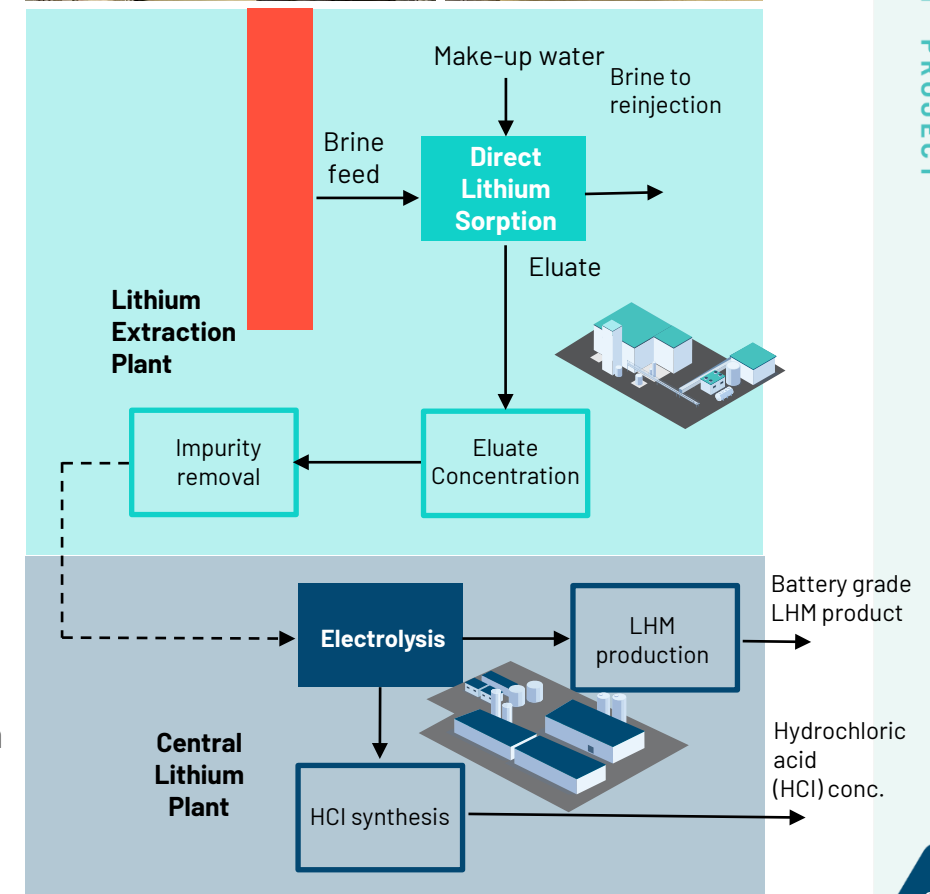 Make-up water
Brine to
reinjection
Brine
feed
Direct
Lithium
Sorption
Eluate
Lithium
Extraction
Plant
Impurity
removal
Eluate
Concentration
Electrolysis
LHM
production
Battery grade
LHM product
Central
Lithium
Plant
HCl synthesis
Hydrochloric
acid
(HCl) conc.
PROJECT